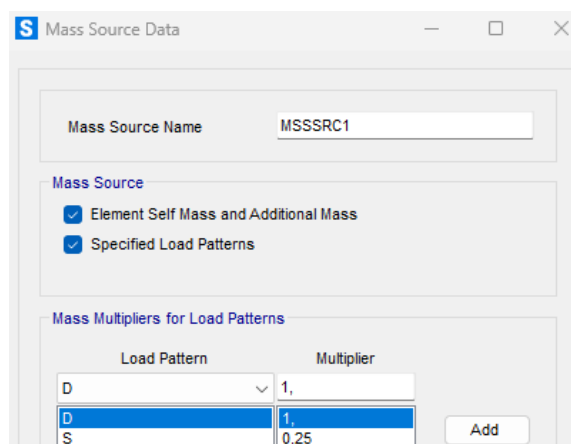 S Mass Source Data
Mass Source Name MSSSRC1
Mass Source
Element Self Mass and Additional Mass
Specified Load Patterns
Mass Multipliers for Load Patterns
Load Pattern Multiplier
D 1,
D 1, Add
S 0.25